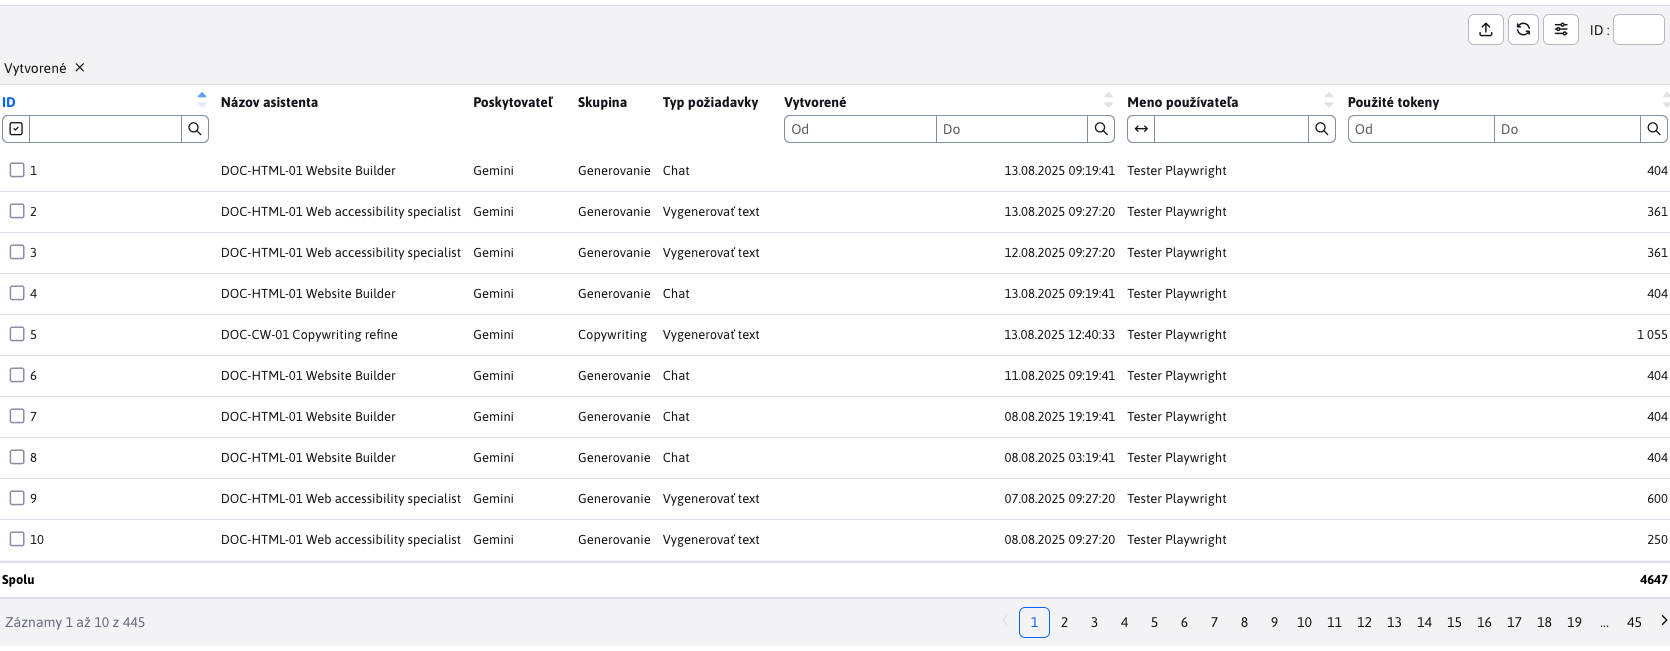 ID :
Vytvorené ×
ID Názov asistenta Poskytovateľ Skupina Typ požiadavky Vytvorené Meno používateľa Použité tokeny
Od Do Od Do
1 DOC-HTML-01 Website Builder Gemini Generovanie Chat 13.08.2025 09:19:41 Tester Playwright 404
2 DOC-HTML-01 Web accessibility specialist Gemini Generovanie Vygenerovať text 13.08.2025 09:27:20 Tester Playwright 361
3 DOC-HTML-01 Web accessibility specialist Gemini Generovanie Vygenerovať text 12.08.2025 09:27:20 Tester Playwright 361
4 DOC-HTML-01 Website Builder Gemini Generovanie Chat 13.08.2025 09:19:41 Tester Playwright 404
5 DOC-CW-01 Copywriting refine Gemini Copywriting Vygenerovať text 13.08.2025 12:40:33 Tester Playwright 1 055
6 DOC-HTML-01 Website Builder Gemini Generovanie Chat 11.08.2025 09:19:41 Tester Playwright 404
7 DOC-HTML-01 Website Builder Gemini Generovanie Chat 08.08.2025 19:19:41 Tester Playwright 404
8 DOC-HTML-01 Website Builder Gemini Generovanie Chat 08.08.2025 03:19:41 Tester Playwright 404
9 DOC-HTML-01 Web accessibility specialist Gemini Generovanie Vygenerovať text 07.08.2025 09:27:20 Tester Playwright 600
10 DOC-HTML-01 Web accessibility specialist Gemini Generovanie Vygenerovať text 08.08.2025 09:27:20 Tester Playwright 250
Spolu 4647
Záznamy 1 až 10 z 445 1 2 3 4 5 6 7 8 9 10 11 12 13 14 15 16 17 18 19 ... 45